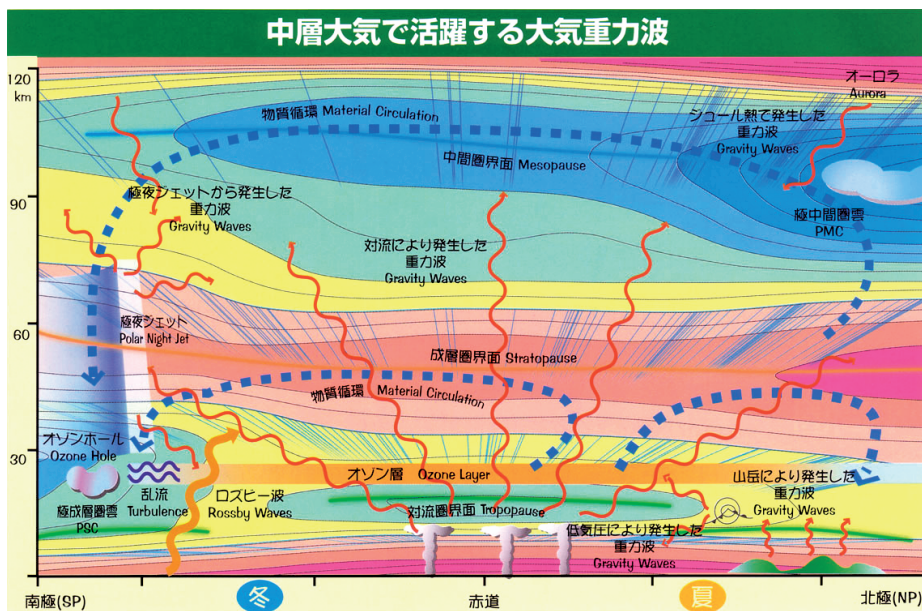 中層大気で活躍する大気重力波
120
km
オーロラ
Aurora
物質循環 Material Circulation
ジュール熱で発生した
重力波
Gravity Waves
中間圏界面 Mesopause
90
極夜ジェットから発生した
重力波
Gravity Waves
極中間圏雲
PMC
対流により発生した
重力波
Gravity Waves
60
極夜ジェット
Polar Night Jet
成層圏界面 Stratopause
物質循環 Material Circulation
オゾンホール
Ozone Hole
30
オゾン層 Ozone Layer
山岳により発生した
重力波
Gravity Waves
極成層圏雲
PSC
乱流
Turbulence
ロスビー波
Rossby Waves
対流圏界面 Tropopause
低気圧により発生した
重力波
Gravity Waves
南極(SP)
冬
赤道
夏
北極(NP)